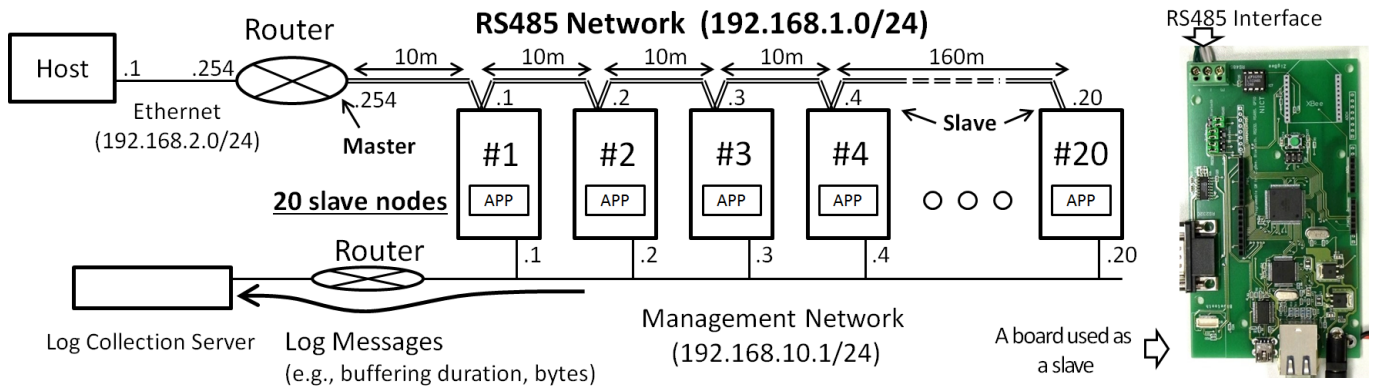 RS485 Network (192.168.1.0/24)
RS485 Interface
Router
Host
.1
.254
10m
10m
10m
10m
160m
.254
.1
.2
.3
.4
.20
Ethernet
(192.168.2.0/24)
Master
Slave
#1
#2
#3
#4
#20
20 slave nodes
APP
APP
APP
APP
APP
Router
.1
.2
.3
.4
.20
Log Collection Server
Log Messages
(e.g., buffering duration, bytes)
Management Network
(192.168.10.1/24)
A board used as
a slave
XBee
NICT